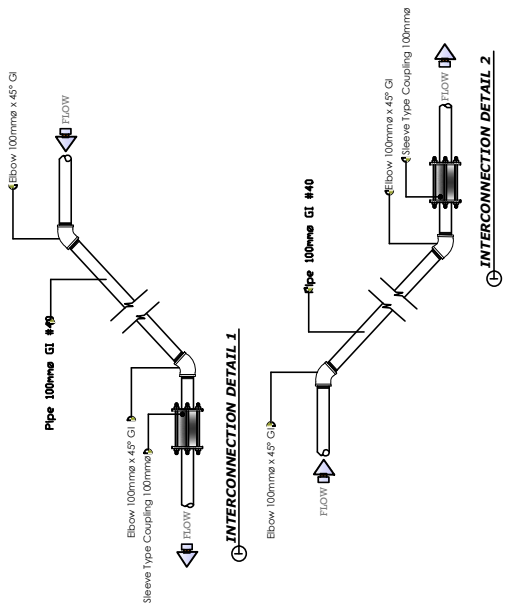 Elbow 100mmø x 45° GI
FLOW
Pipe 100mmø GI #40
Elbow 100mmø x 45° GI
Sleeve Type Coupling 100mmø
FLOW
INTERCONNECTION DETAIL 1
Elbow 100mmø x 45° GI
Sleeve Type Coupling 100mmø
FLOW
Pipe 100mmø GI #40
Elbow 100mmø x 45° GI
FLOW
INTERCONNECTION DETAIL 2